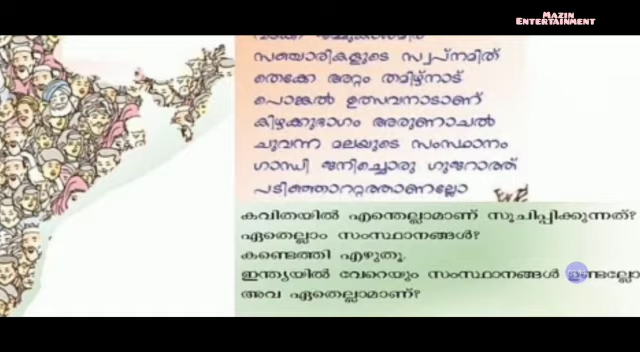 Mazin
Entertainment
സഞ്ചാരികളുടെ സ്വപ്നമിത്
തെക്കേ അറ്റം തമിഴ്നാട്
പൊങ്കൽ ഉത്സവനാടാണ്
കിഴക്കുഭാഗം അരുണാചൽ
ചുവന്ന മലയുടെ സംസ്ഥാനം
ഗാന്ധി ജനിച്ചൊരു ഗുജറാത്ത്
പടിഞ്ഞാററ്റത്താണല്ലോ
കവിതയിൽ എന്തെല്ലാമാണ് സൂചിപ്പിക്കുന്നത്?
ഏതെല്ലാം സംസ്ഥാനങ്ങൾ?
കണ്ടെത്തി എഴുതൂ.
ഇന്ത്യയിൽ വേറെയും സംസ്ഥാനങ്ങൾ ഉണ്ടല്ലോ
അവ ഏതെല്ലാമാണ്?